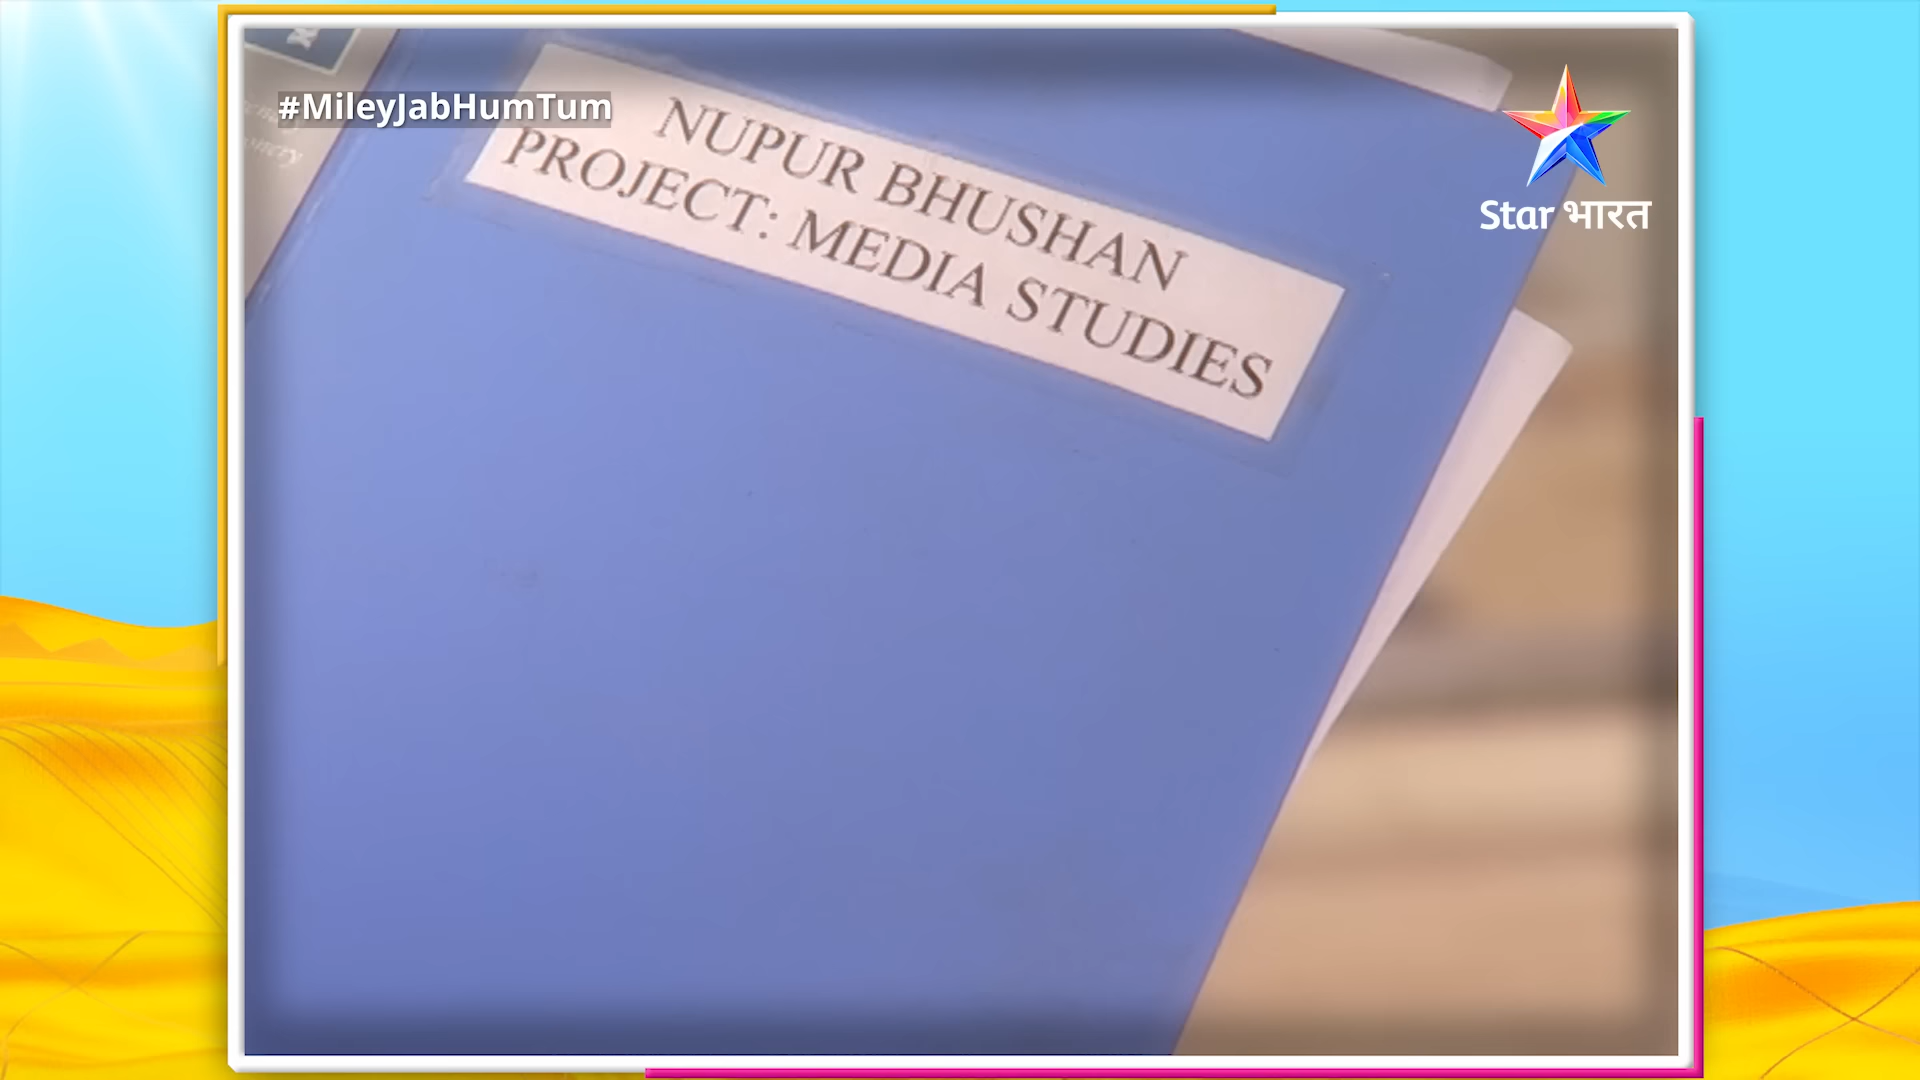 #MileyJabHumTum
NUPUR BHUSHAN
PROJECT: MEDIA STUDIES
Star भारत